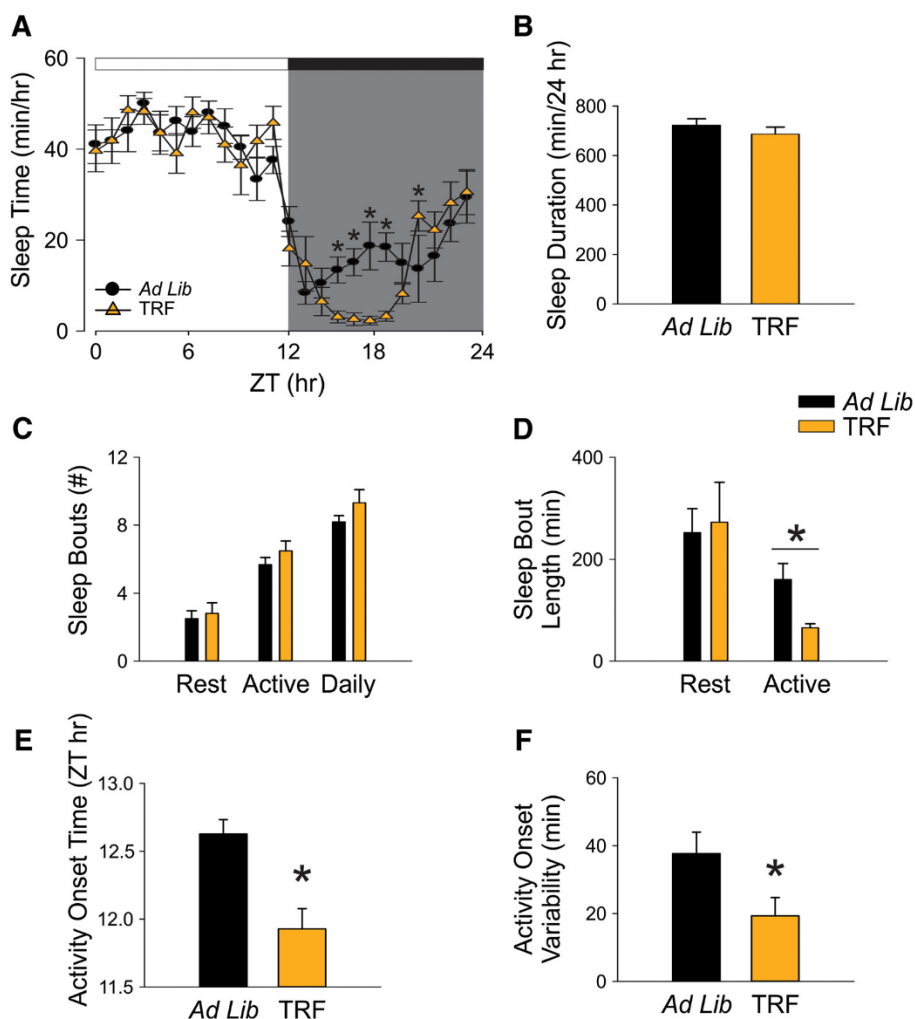 A
Sleep Time (min/hr)
60
40
20
0
* * * * *
Ad Lib
TRF
0 6 12 18 24
ZT (hr)
B
Sleep Duration (min/24 hr)
800
600
400
200
0
Ad Lib TRF
C
Sleep Bouts (#)
12
8
4
0
Rest Active Daily
Ad Lib
TRF
D
Sleep Bout
Length (min)
400
200
0
*
Rest Active
E
Activity Onset Time (ZT hr)
13.0
12.5
12.0
11.5
*
Ad Lib TRF
F
Activity Onset
Variability (min)
60
40
20
0
*
Ad Lib TRF